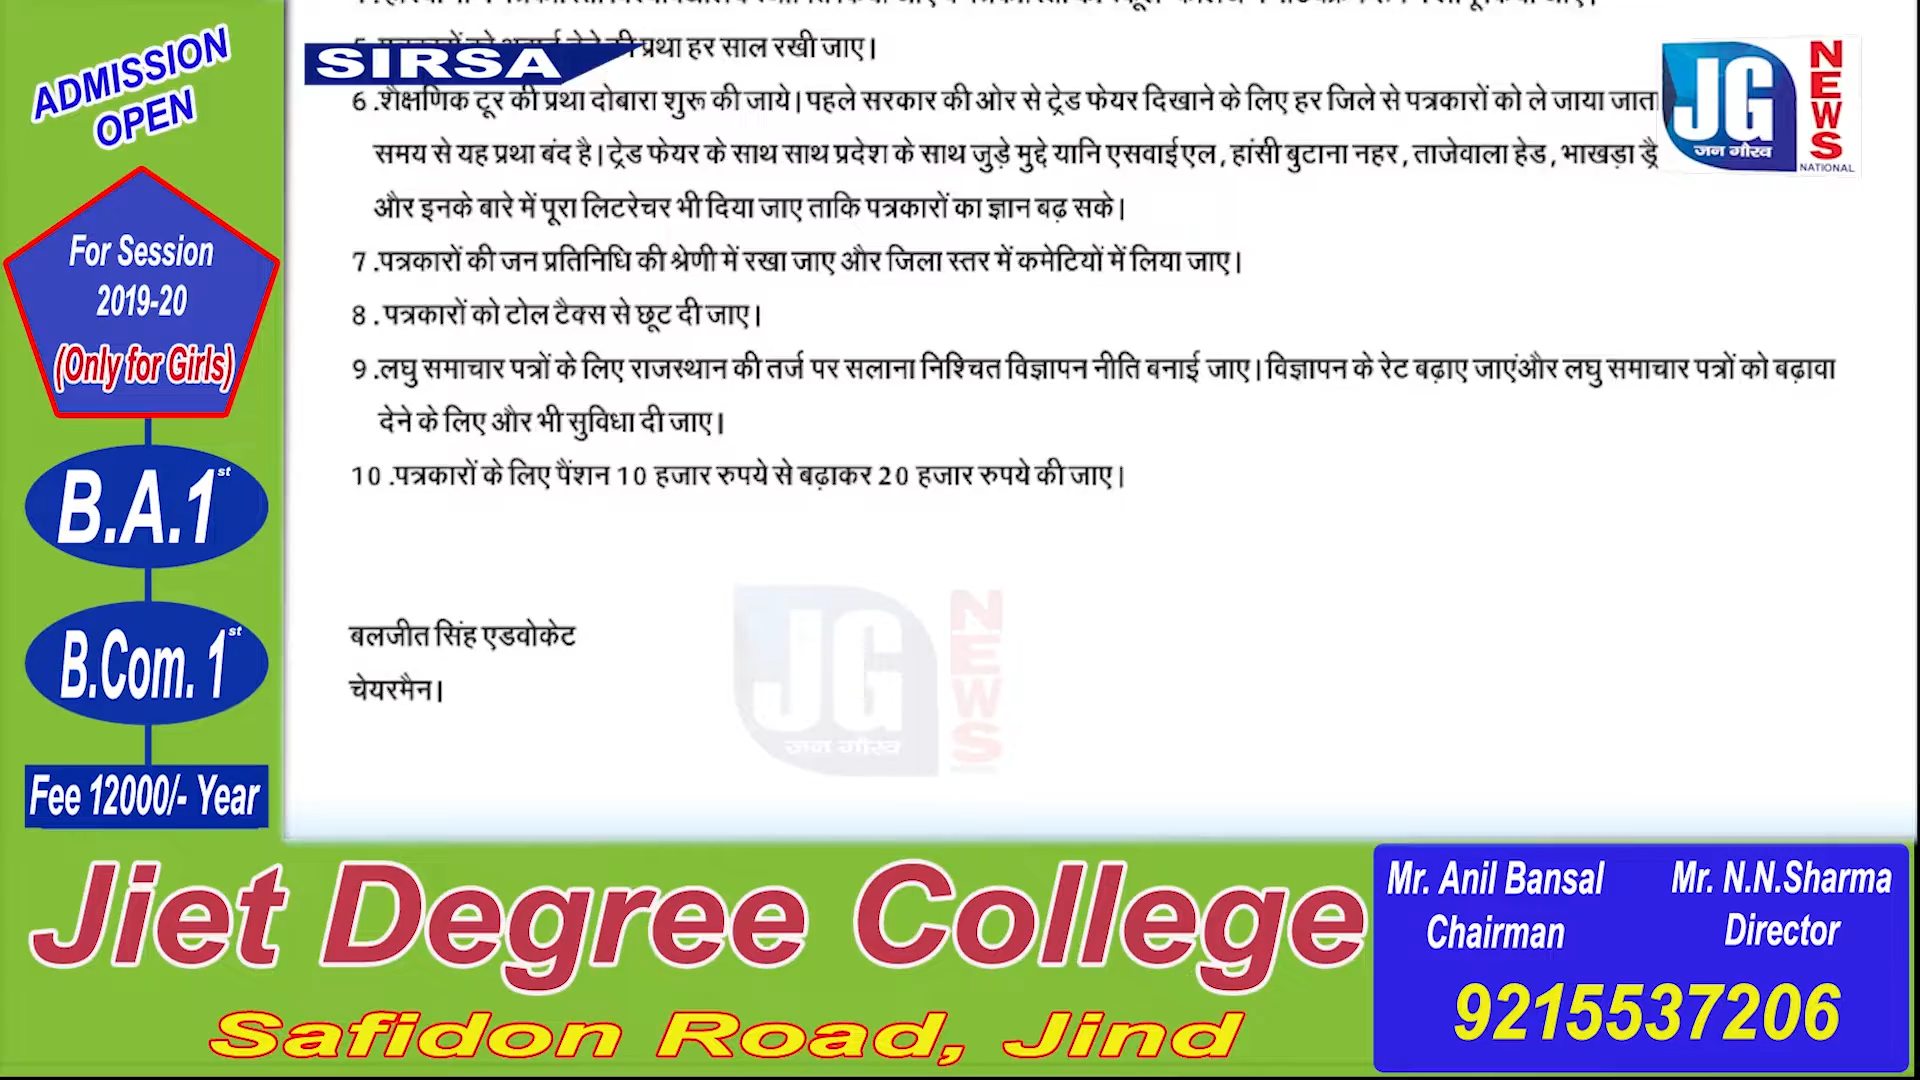 ADMISSION
OPEN
For Session
2019-20
(Only for Girls)
B.A.1st
B.Com. 1st
Fee 12000/- Year
SIRSA
प्रथा हर साल रखी जाए।
6 .शैक्षणिक टूर की प्रथा दोबारा शुरू की जाये। पहले सरकार की ओर से ट्रेड फेयर दिखाने के लिए हर जिले से पत्रकारों को ले जाया जाता
समय से यह प्रथा बंद है। ट्रेड फेयर के साथ साथ प्रदेश के साथ जुड़े मुद्दे यानि एसवाईएल , हांसी बुटाना नहर , ताजेवाला हेड , भाखड़ा
और इनके बारे में पूरा लिटरेचर भी दिया जाए ताकि पत्रकारों का ज्ञान बढ़ सके।
7 .पत्रकारों की जन प्रतिनिधि की श्रेणी में रखा जाए और जिला स्तर में कमेटियों में लिया जाए।
8 . पत्रकारों को टोल टैक्स से छूट दी जाए।
9 .लघु समाचार पत्रों के लिए राजस्थान की तर्ज पर सलाना निश्चित विज्ञापन नीति बनाई जाए। विज्ञापन के रेट बढ़ाए जाएंऔर लघु समाचार पत्रों को बढ़ावा
देने के लिए और भी सुविधा दी जाए।
10 .पत्रकारों के लिए पैंशन 10 हजार रुपये से बढ़ाकर 20 हजार रुपये की जाए।
बलजीत सिंह एडवोकेट
चेयरमैन।
JG
जन गौरव
NEWS
NATIONAL
JG
जन गौरव
NEWS
Jiet Degree College
Safidon Road, Jind
Mr. Anil Bansal
Chairman
Mr. N.N.Sharma
Director
9215537206